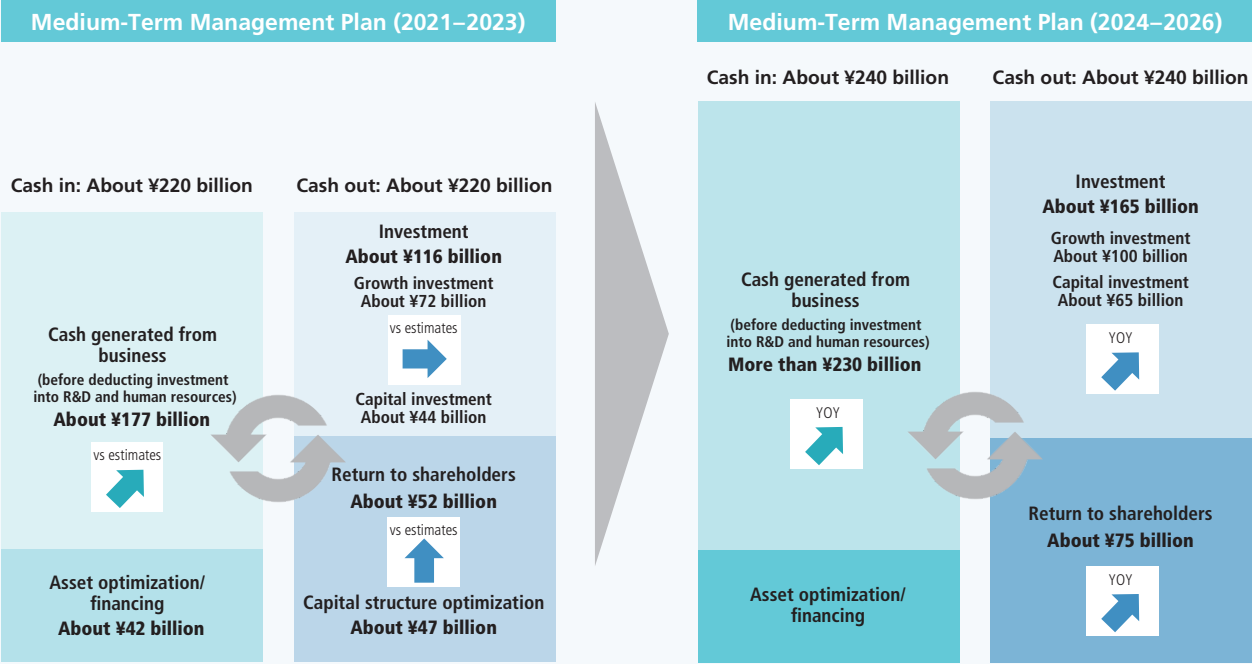 Medium-Term Management Plan (2021–2023)
Cash in: About ¥220 billion
Cash generated from
business
(before deducting investment
into R&D and human resources)
About ¥177 billion
vs estimates
Asset optimization/
financing
About ¥42 billion
Cash out: About ¥220 billion
Investment
About ¥116 billion
Growth investment
About ¥72 billion
vs estimates
Capital investment
About ¥44 billion
Return to shareholders
About ¥52 billion
vs estimates
Capital structure optimization
About ¥47 billion
Medium-Term Management Plan (2024–2026)
Cash in: About ¥240 billion
Cash generated from
business
(before deducting investment
into R&D and human resources)
More than ¥230 billion
YOY
Asset optimization/
financing
Cash out: About ¥240 billion
Investment
About ¥165 billion
Growth investment
About ¥100 billion
Capital investment
About ¥65 billion
YOY
Return to shareholders
About ¥75 billion
YOY